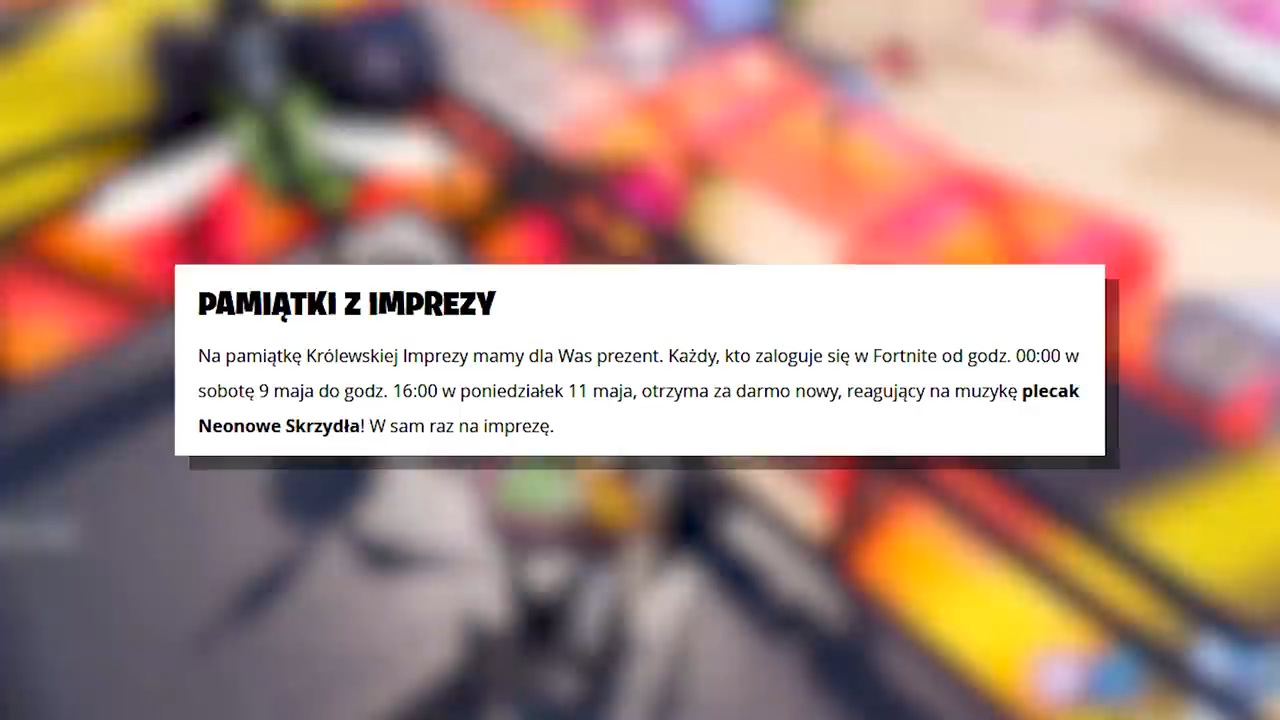 PAMIĄTKI Z IMPREZY
Na pamiątkę Królewskiej Imprezy mamy dla Was prezent. Każdy, kto zaloguje się w Fortnite od godz. 00:00 w
sobotę 9 maja do godz. 16:00 w poniedziałek 11 maja, otrzyma za darmo nowy, reagujący na muzykę plecak
Neonowe Skrzydła! W sam raz na imprezę.